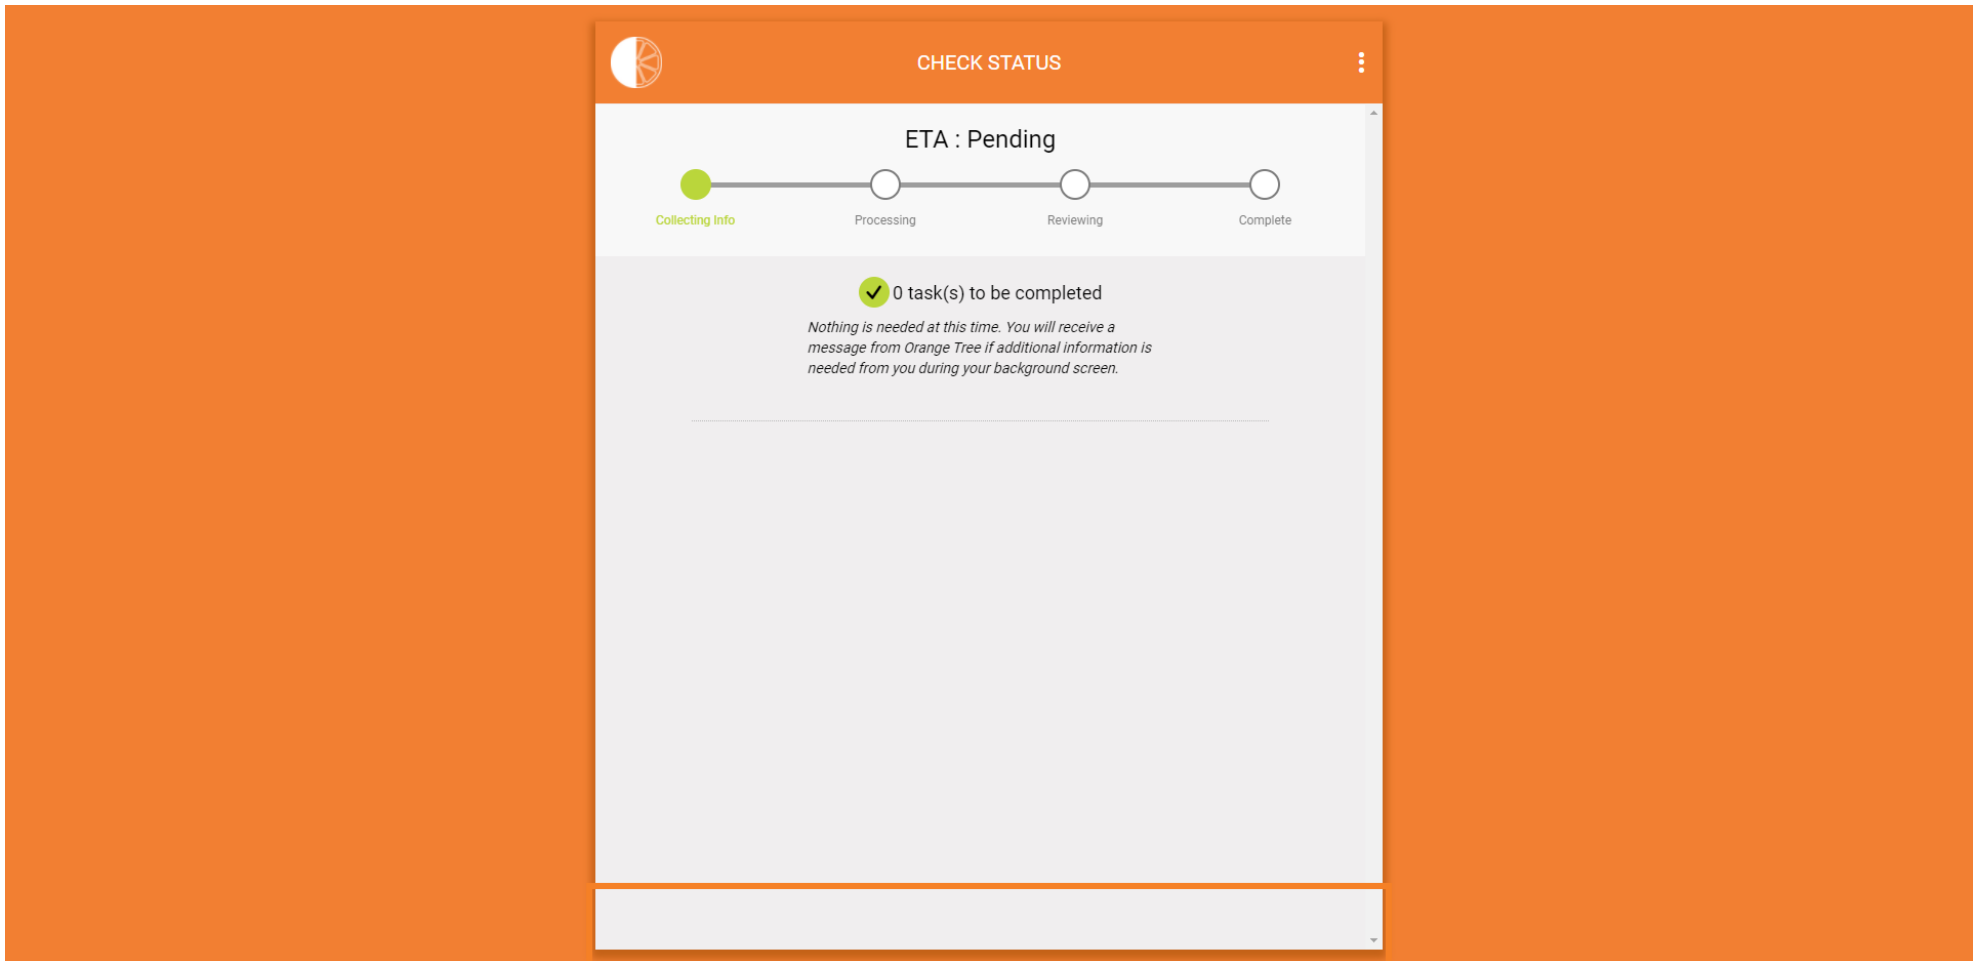 CHECK STATUS
ETA : Pending
Collecting Info
Processing
Reviewing
Complete
0 task(s) to be completed
Nothing is needed at this time. You will receive a
message from Orange Tree if additional information is
needed from you during your background screen.